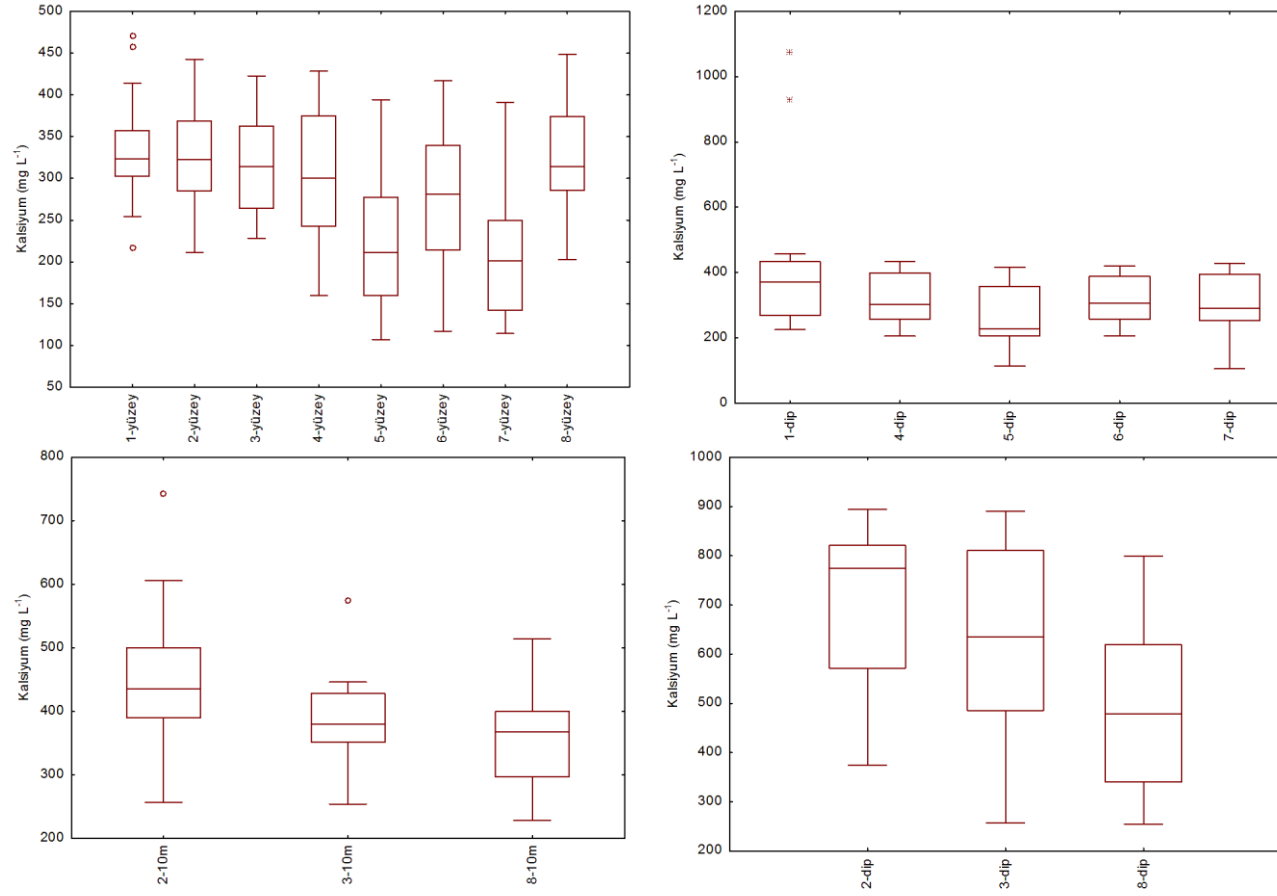 500
450
400
350
300
250
200
150
100
50
Kalsiyum (mg L⁻¹)
1-yüzey
2-yüzey
3-yüzey
4-yüzey
5-yüzey
6-yüzey
7-yüzey
8-yüzey
1200
1000
800
600
400
200
0
Kalsiyum (mg L⁻¹)
1-dip
4-dip
5-dip
6-dip
7-dip
800
700
600
500
400
300
200
Kalsiyum (mg L⁻¹)
2-10m
3-10m
8-10m
1000
900
800
700
600
500
400
300
200
Kalsiyum (mg L⁻¹)
2-dip
3-dip
8-dip